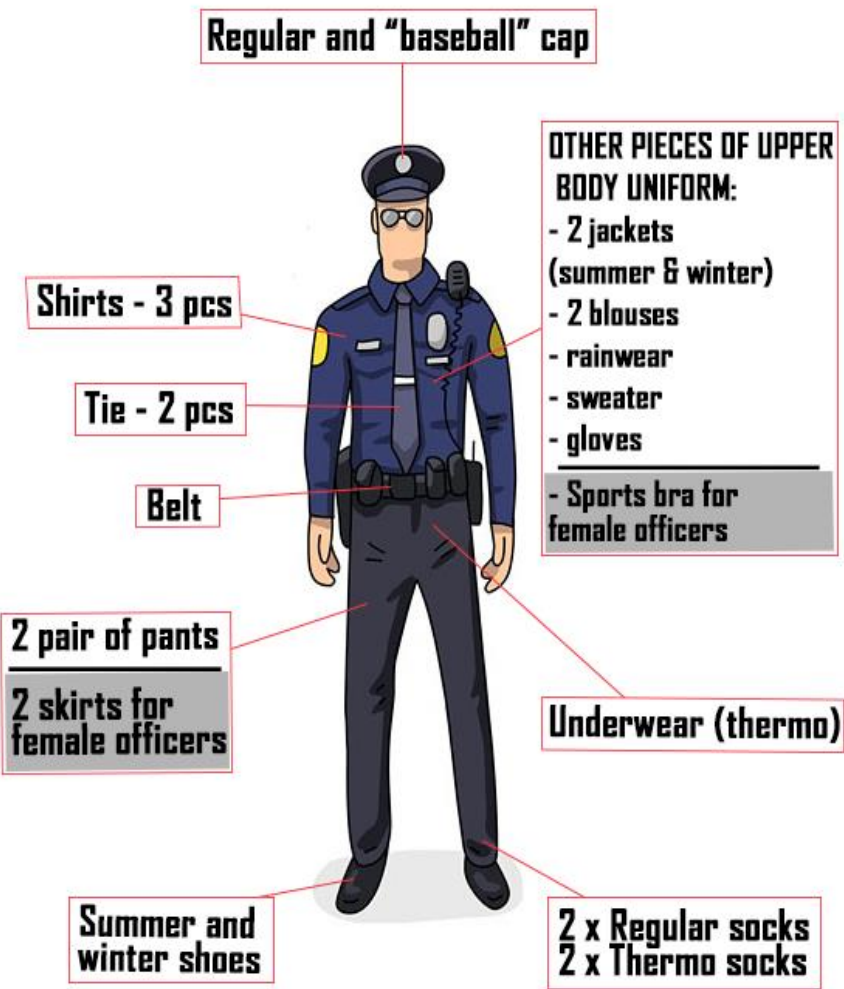 Regular and “baseball” cap
OTHER PIECES OF UPPER
BODY UNIFORM:
- 2 jackets
(summer & winter)
- 2 blouses
- rainwear
- sweater
- gloves
- Sports bra for
female officers
Shirts - 3 pcs
Tie - 2 pcs
Belt
2 pair of pants
2 skirts for
female officers
Underwear (thermo)
Summer and
winter shoes
2 x Regular socks
2 x Thermo socks